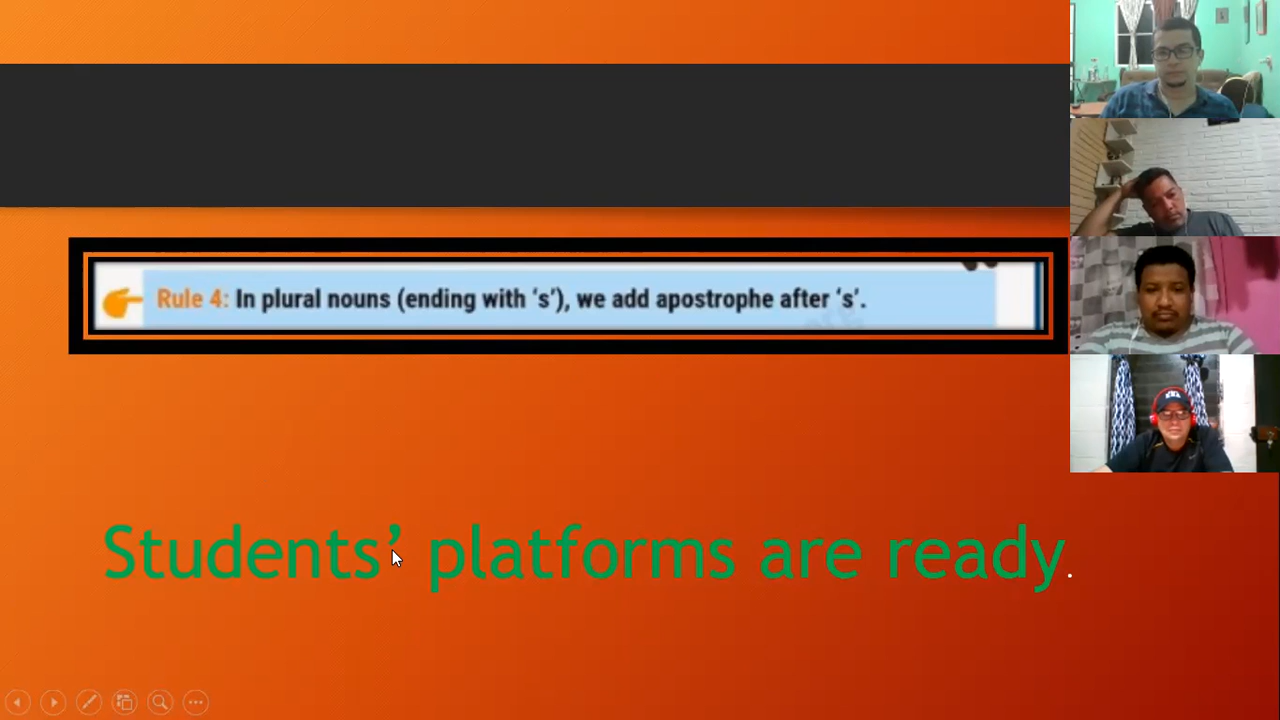 Rule 4: In plural nouns (ending with ‘s’), we add apostrophe after ‘s’.
Students’ platforms are ready.